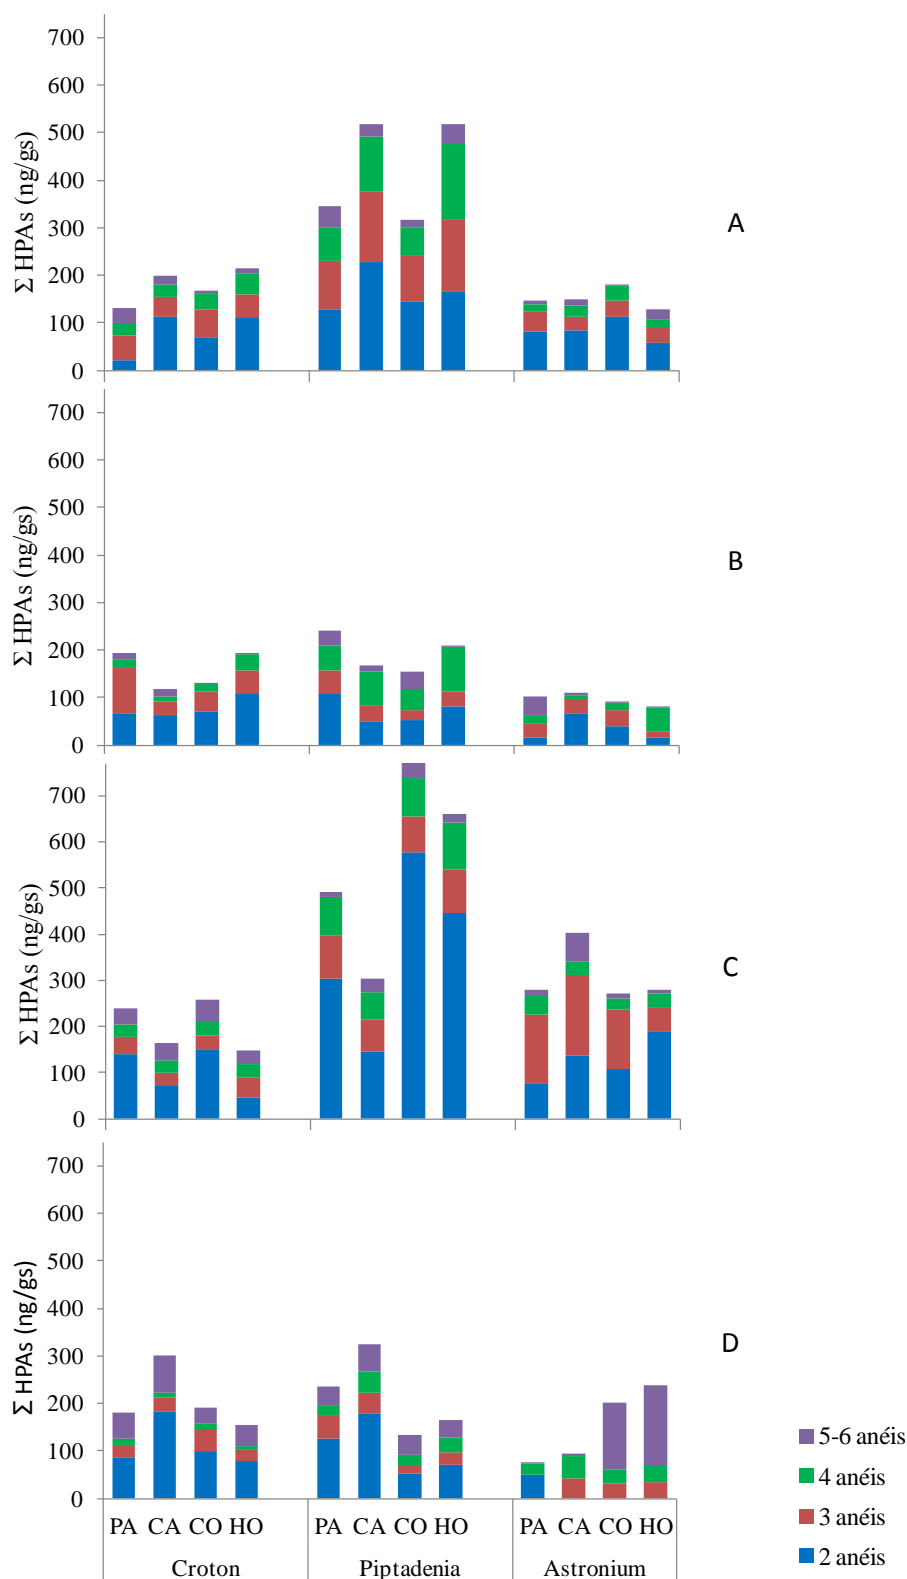 700
600
500
400
300
200
100
0
Σ HPAs (ng/gs)
A
700
600
500
400
300
200
100
0
Σ HPAs (ng/gs)
B
700
600
500
400
300
200
100
0
Σ HPAs (ng/gs)
C
700
600
500
400
300
200
100
0
Σ HPAs (ng/gs)
D
PA CA CO HO PA CA CO HO PA CA CO HO
Croton Piptadenia Astronium
5-6 anéis
4 anéis
3 anéis
2 anéis